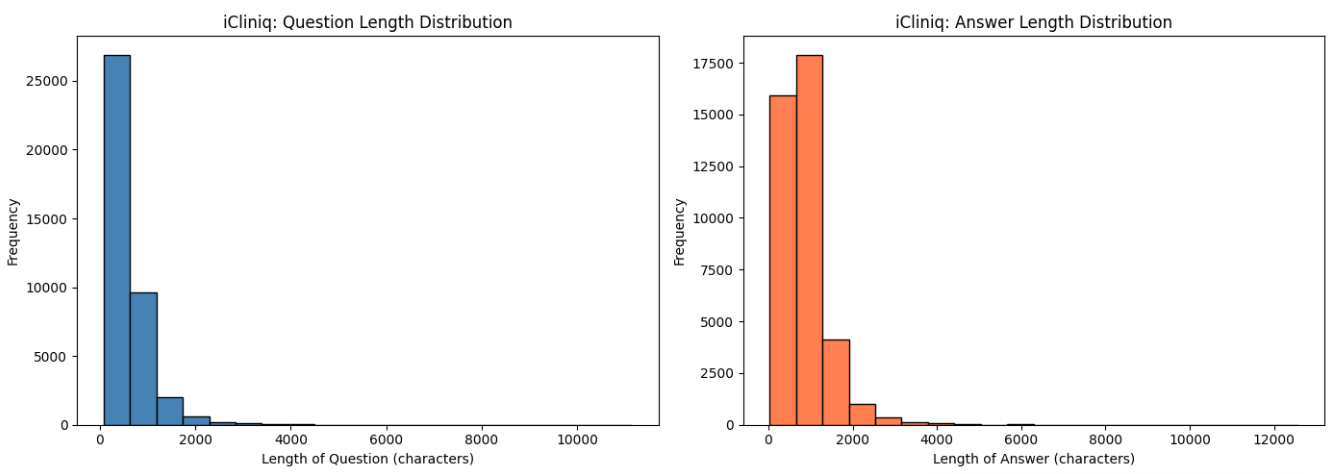 iCliniq: Question Length Distribution
Frequency
25000
20000
15000
10000
5000
0
0 2000 4000 6000 8000 10000
Length of Question (characters)
iCliniq: Answer Length Distribution
Frequency
17500
15000
12500
10000
7500
5000
2500
0
0 2000 4000 6000 8000 10000 12000
Length of Answer (characters)